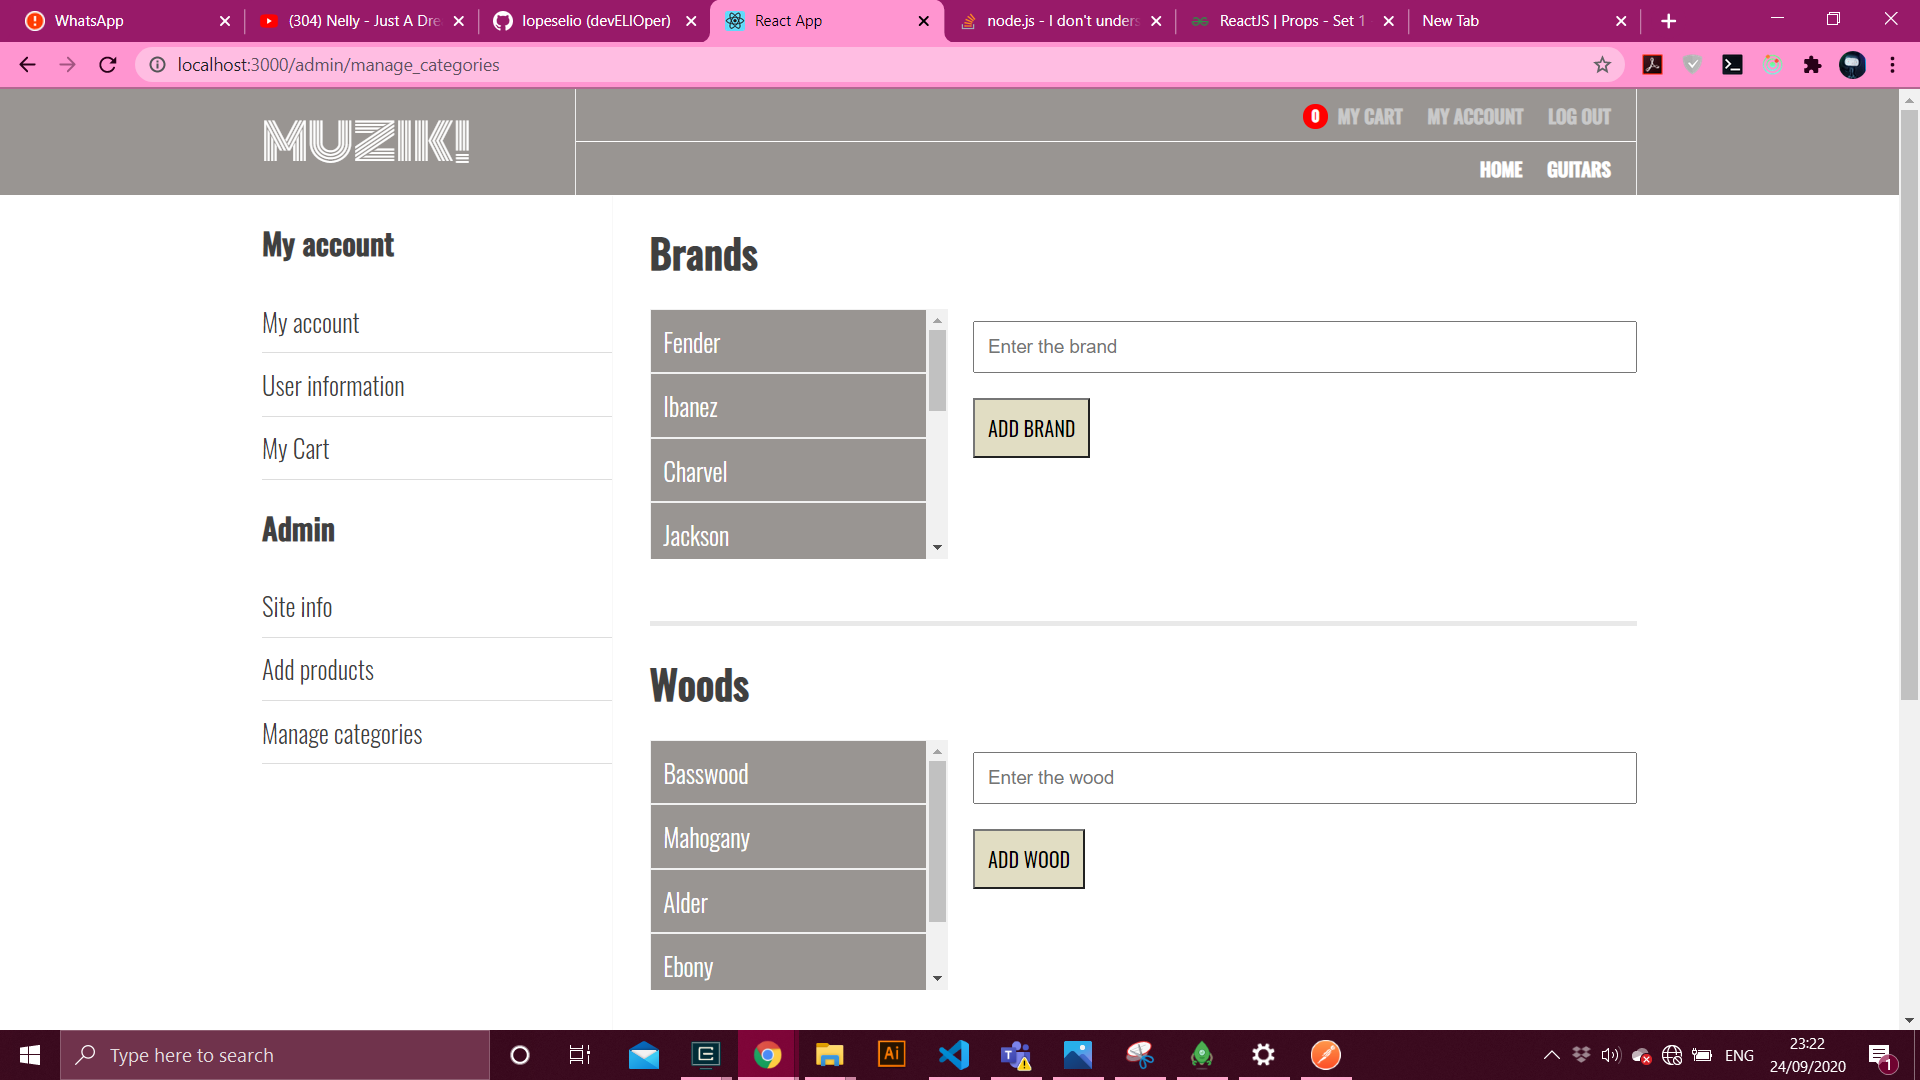 WhatsApp
(304) Nelly - Just A Dre
lopeselio (devELIOper)
React App
node.js - I don't unders
ReactJS | Props - Set 1
New Tab
localhost:3000/admin/manage_categories
MUZIK!
0 MY CART MY ACCOUNT LOG OUT
HOME GUITARS
My account
My account
User information
My Cart
Admin
Site info
Add products
Manage categories
Brands
Fender
Ibanez
Charvel
Jackson
Enter the brand
ADD BRAND
Woods
Basswood
Mahogany
Alder
Ebony
Enter the wood
ADD WOOD
Type here to search
Ai
ENG
23:22
24/09/2020
1